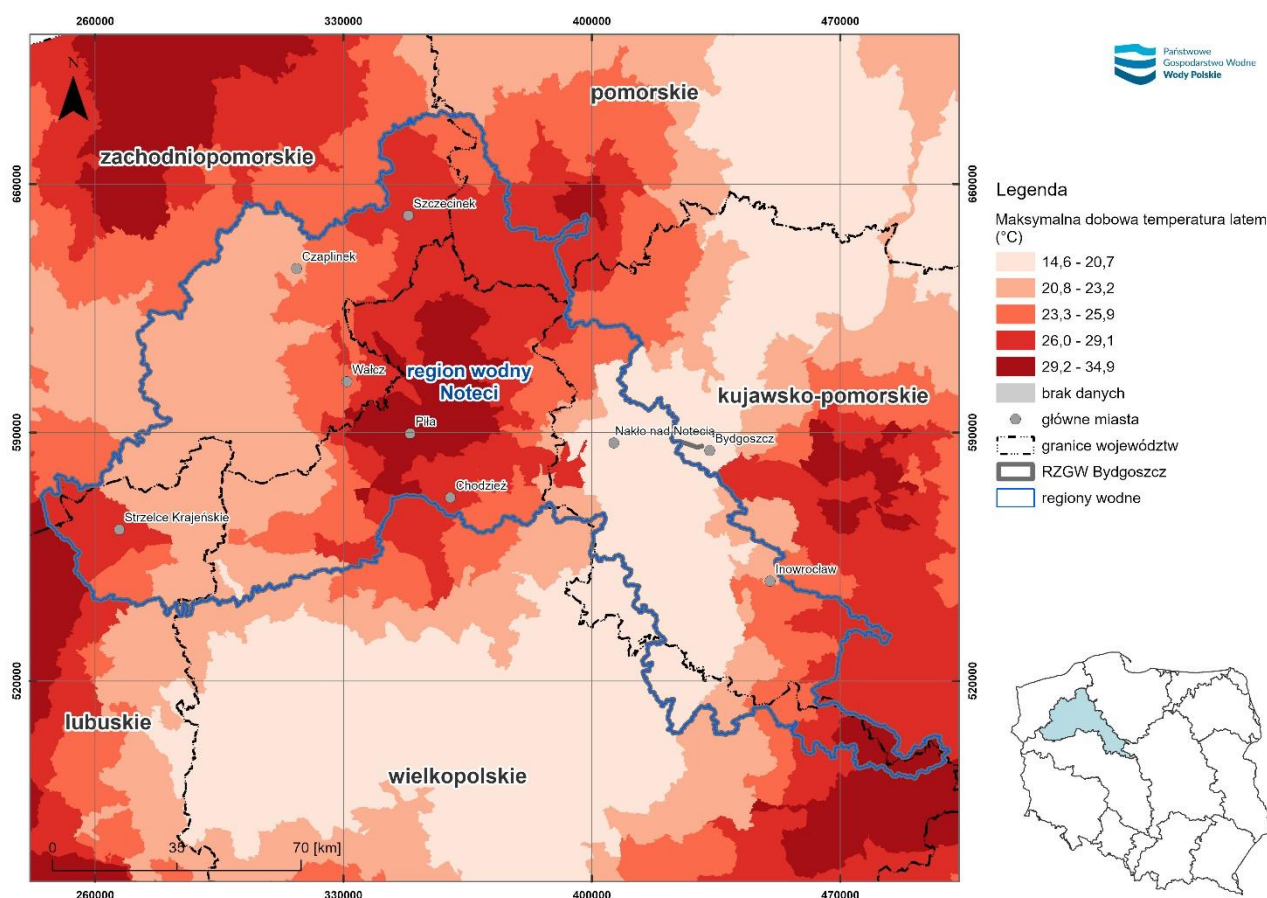 260000
330000
400000
470000
Państwowe
Gospodarstwo Wodne
Wody Polskie
N
pomorskie
zachodniopomorskie
660000
660000
Szczecinek
Czaplinek
Wałcz
region wodny
Noteci
kujawsko-pomorskie
Piła
Nakło nad Notecią
Bydgoszcz
590000
590000
Chodzież
Strzelce Krajeńskie
Inowrocław
520000
520000
lubuskie
wielkopolskie
0
35
70 [km]
260000
330000
400000
470000
Legenda
Maksymalna dobowa temperatura latem
(°C)
14,6 - 20,7
20,8 - 23,2
23,3 - 25,9
26,0 - 29,1
29,2 - 34,9
brak danych
główne miasta
granice województw
RZGW Bydgoszcz
regiony wodne